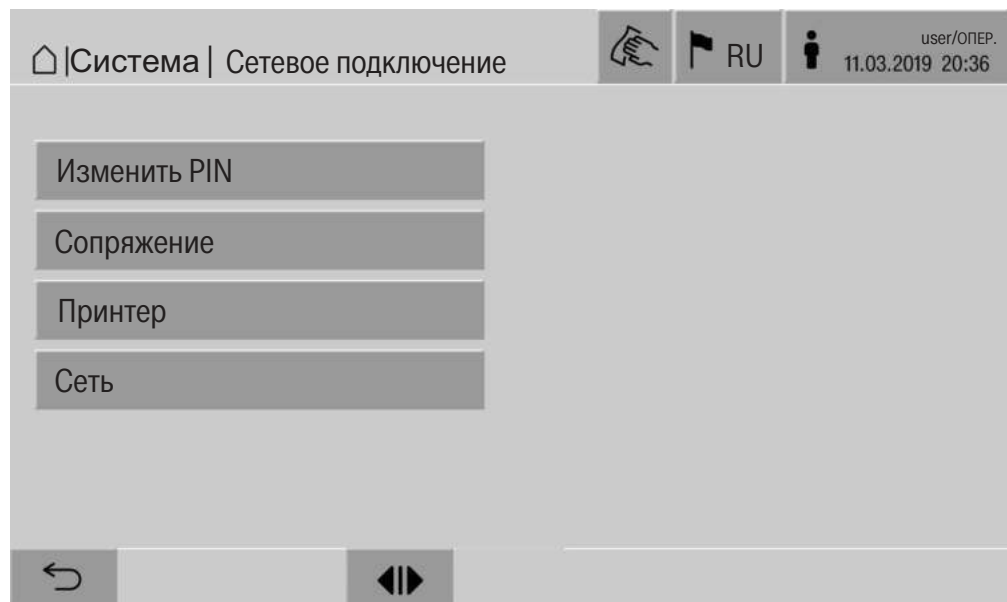 |Система| Сетевое подключение
RU
user/ОПЕР.
11.03.2019 20:36
Изменить PIN
Сопряжение
Принтер
Сеть